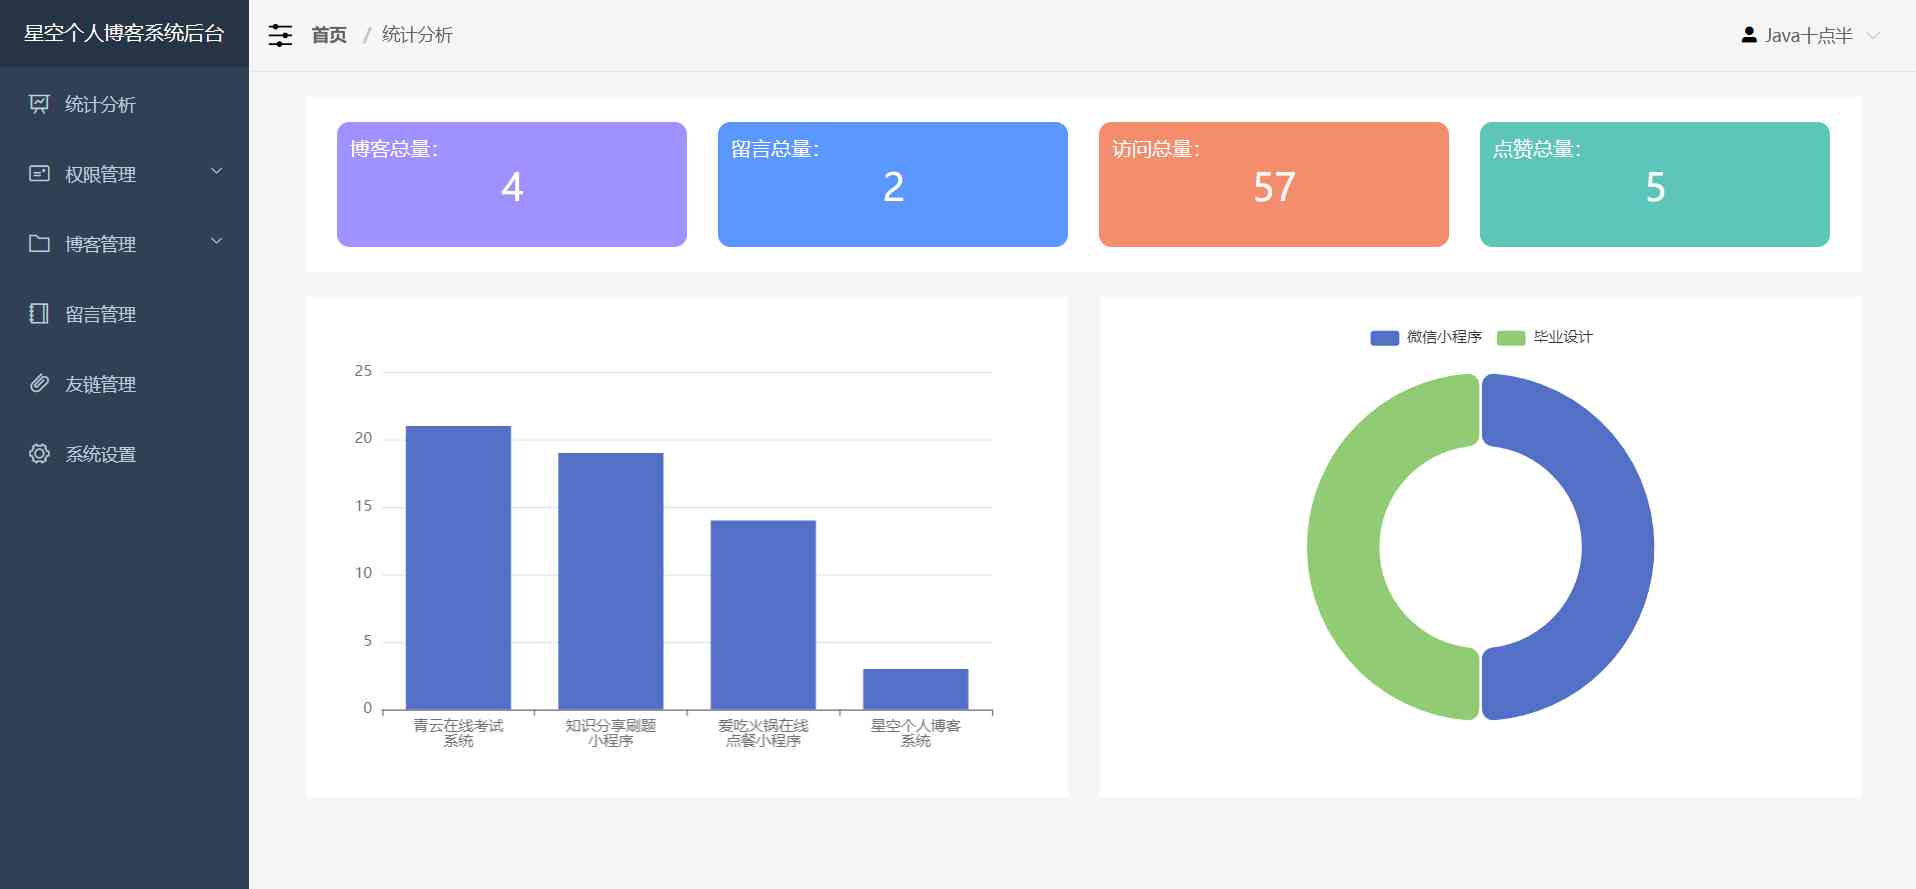 星空个人博客系统后台
首页 / 统计分析
Java十点半
统计分析
权限管理
博客管理
留言管理
友链管理
系统设置
博客总量：
4
留言总量：
2
访问总量：
57
点赞总量：
5
25
20
15
10
5
0
青云在线考试
系统
知识分享刷题
小程序
爱吃火锅在线
点餐小程序
星空个人博客
系统
微信小程序
毕业设计